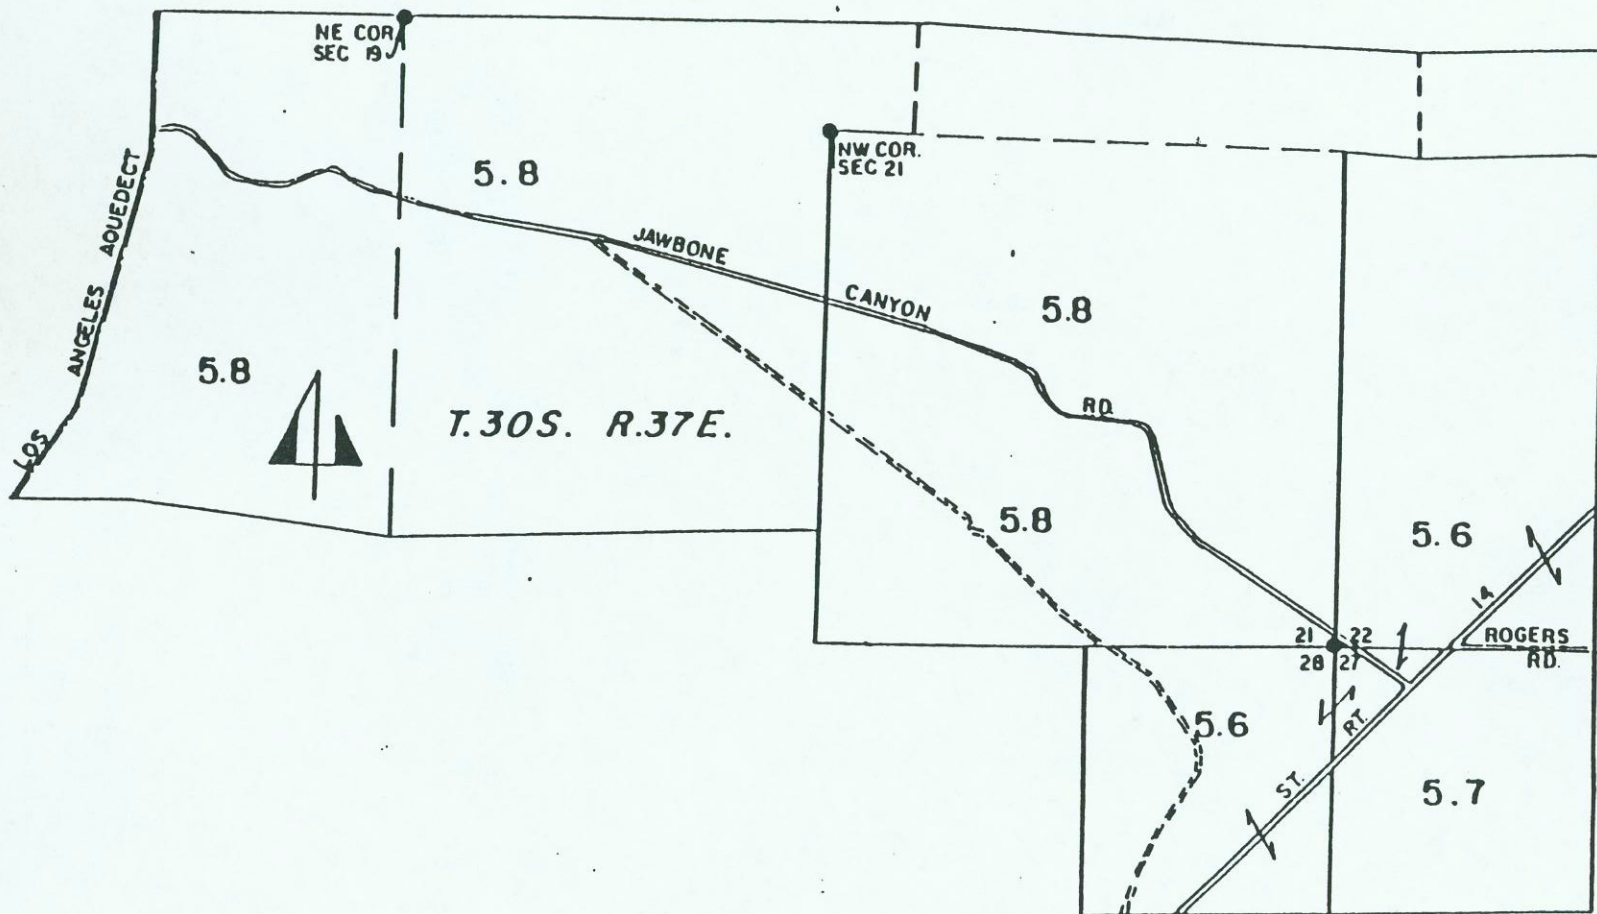 NE COR
SEC 19
5.8
NW COR.
SEC 21
LOS ANGELES AOUEDECT
JAWBONE CANYON RD.
5.8
5.8
T.30S. R.37E.
5.8
5.6
14
21 22
28 27
ROGERS
RD.
5.6
ST. RT.
5.7